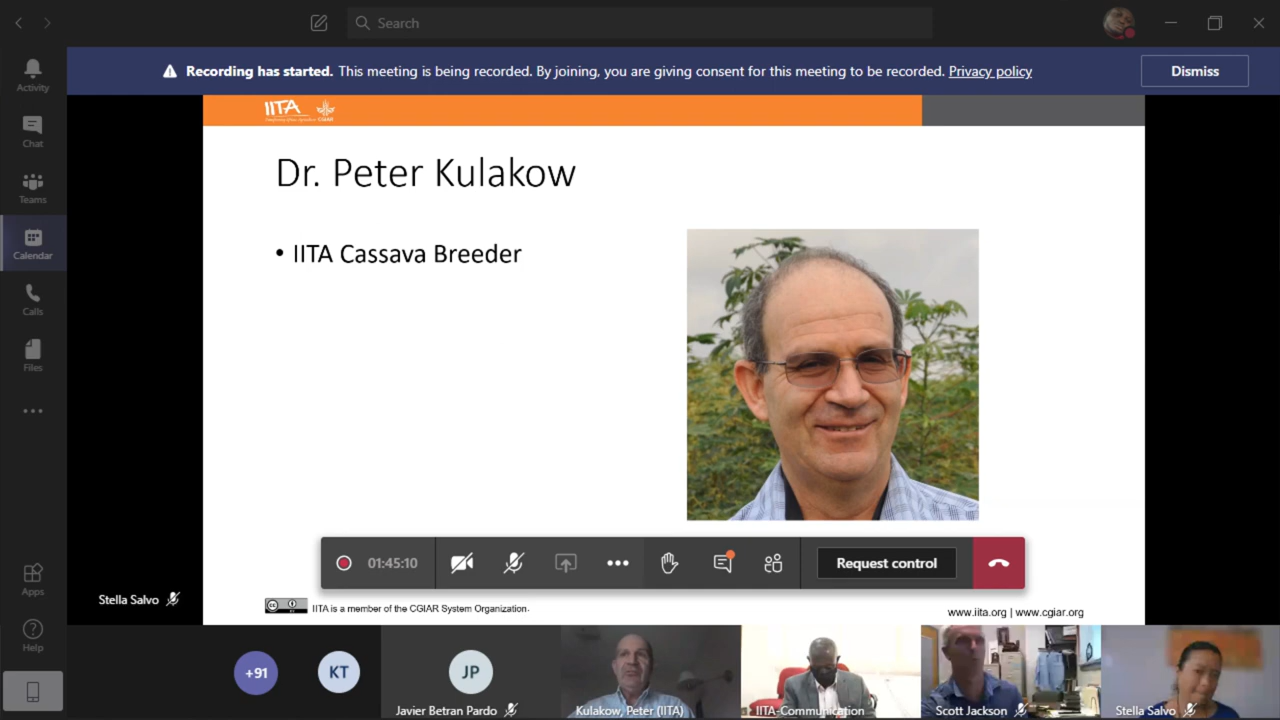 Search
Recording has started. This meeting is being recorded. By joining, you are giving consent for this meeting to be recorded. Privacy policy
Dismiss
Activity
Chat
Teams
Calendar
Calls
Files
Apps
Help
IITA
CGIAR
Dr. Peter Kulakow
• IITA Cassava Breeder
01:45:10
Request control
Stella Salvo
cc
IITA is a member of the CGIAR System Organization.
www.iita.org | www.cgiar.org
+91
KT
JP
Javier Betran Pardo
Kulakow, Peter (IITA)
IITA-Communication
Scott Jackson
Stella Salvo